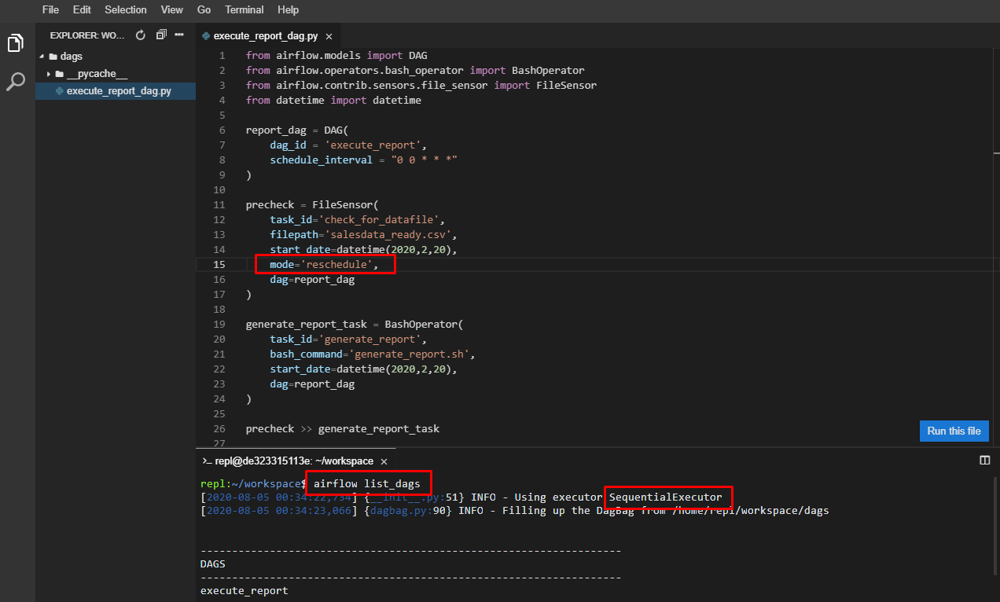 File Edit Selection View Go Terminal Help
EXPLORER: WO...
dags
__pycache__
execute_report_dag.py
execute_report_dag.py ×
1 from airflow.models import DAG
2 from airflow.operators.bash_operator import BashOperator
3 from airflow.contrib.sensors.file_sensor import FileSensor
4 from datetime import datetime
5
6 report_dag = DAG(
7     dag_id = 'execute_report',
8     schedule_interval = "0 0 * * *"
9 )
10
11 precheck = FileSensor(
12     task_id='check_for_datafile',
13     filepath='salesdata_ready.csv',
14     start_date=datetime(2020,2,20),
15     mode='reschedule',
16     dag=report_dag
17 )
18
19 generate_report_task = BashOperator(
20     task_id='generate_report',
21     bash_command='generate_report.sh',
22     start_date=datetime(2020,2,20),
23     dag=report_dag
24 )
25
26 precheck >> generate_report_task
27
Run this file
>_ repl@de323315113e: ~/workspace ×
repl:~/workspace$ airflow list_dags
[2020-08-05 00:34:22,734] {__init__.py:51} INFO - Using executor SequentialExecutor
[2020-08-05 00:34:23,066] {dagbag.py:90} INFO - Filling up the DagBag from /home/repl/workspace/dags
-------------------------------------------------------------------
DAGS
-------------------------------------------------------------------
execute_report